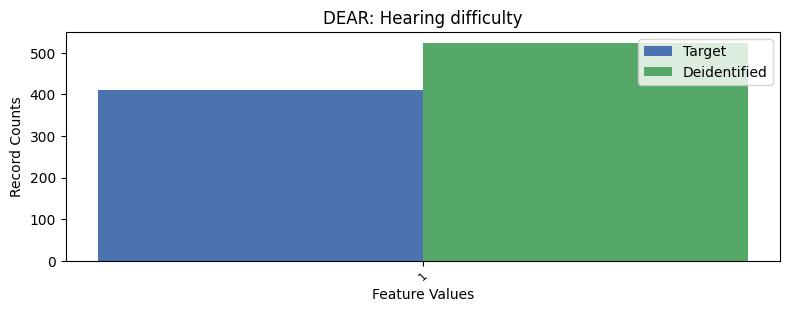 DEAR: Hearing difficulty
Target
Deidentified
Record Counts
500
400
300
200
100
0
1
Feature Values